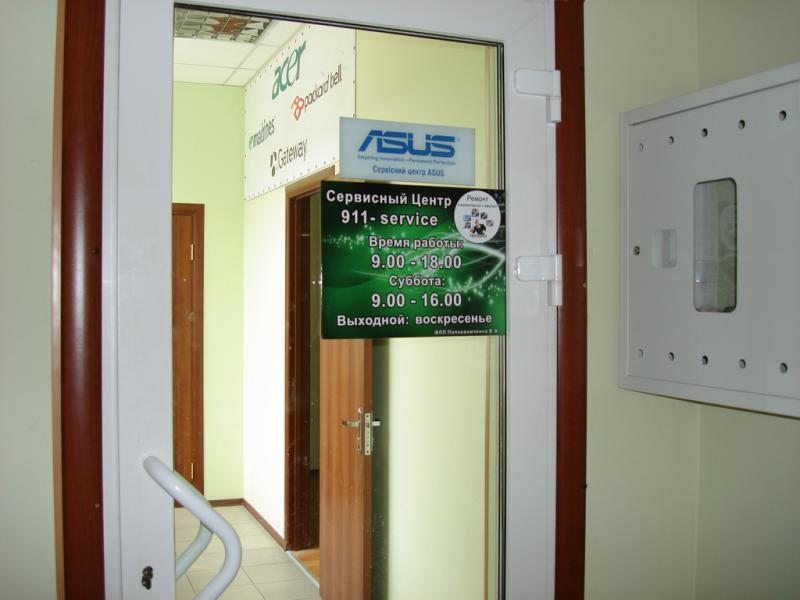 acer
packard bell
emachines
Gateway
ASUS
Inspiring Innovation • Persistent Perfection
Сервісний центр ASUS
Сервисный Центр
911- service
Ремонт
Время работы:
9.00 - 18.00
Суббота:
9.00 - 16.00
Выходной: воскресенье